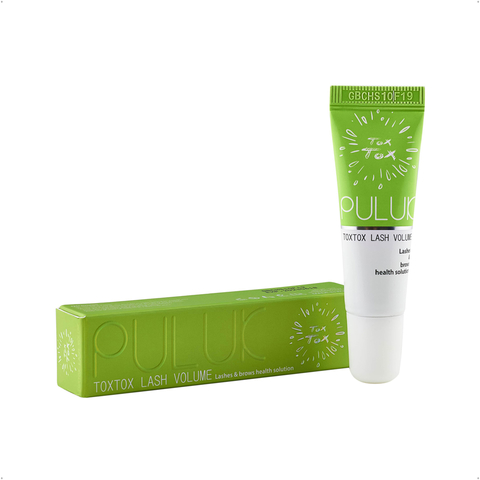 GBCHS10F19
Tox
Tox
PULUK
TOXTOX LASH VOLUME
Lashes
&
brows
health solution
PULUK
Tox
Tox
TOXTOX LASH VOLUME Lashes & brows health solution